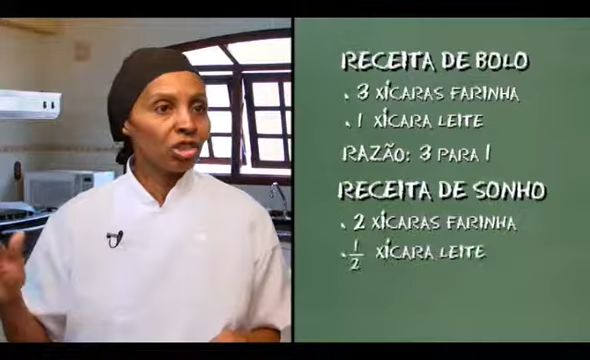 RECEITA DE BOLO
. 3 XÍCARAS FARINHA
. 1 XÍCARA LEITE
RAZÃO: 3 PARA 1
RECEITA DE SONHO
. 2 XÍCARAS FARINHA
. 1/2 XÍCARA LEITE